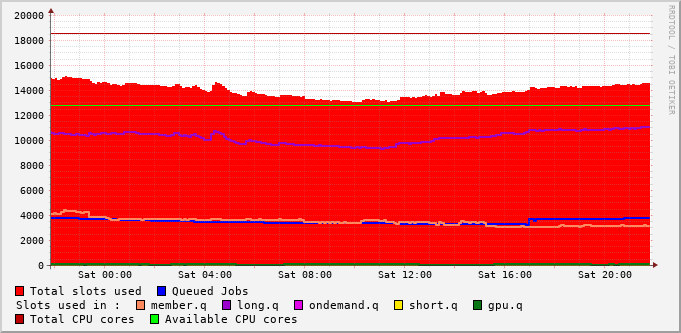 20000
18000
16000
14000
12000
10000
8000
6000
4000
2000
0
Sat 00:00 Sat 04:00 Sat 08:00 Sat 12:00 Sat 16:00 Sat 20:00
RRDTOOL / TOBI OETIKER
Total slots used Queued Jobs
Slots used in : member.q long.q ondemand.q short.q gpu.q
Total CPU cores Available CPU cores